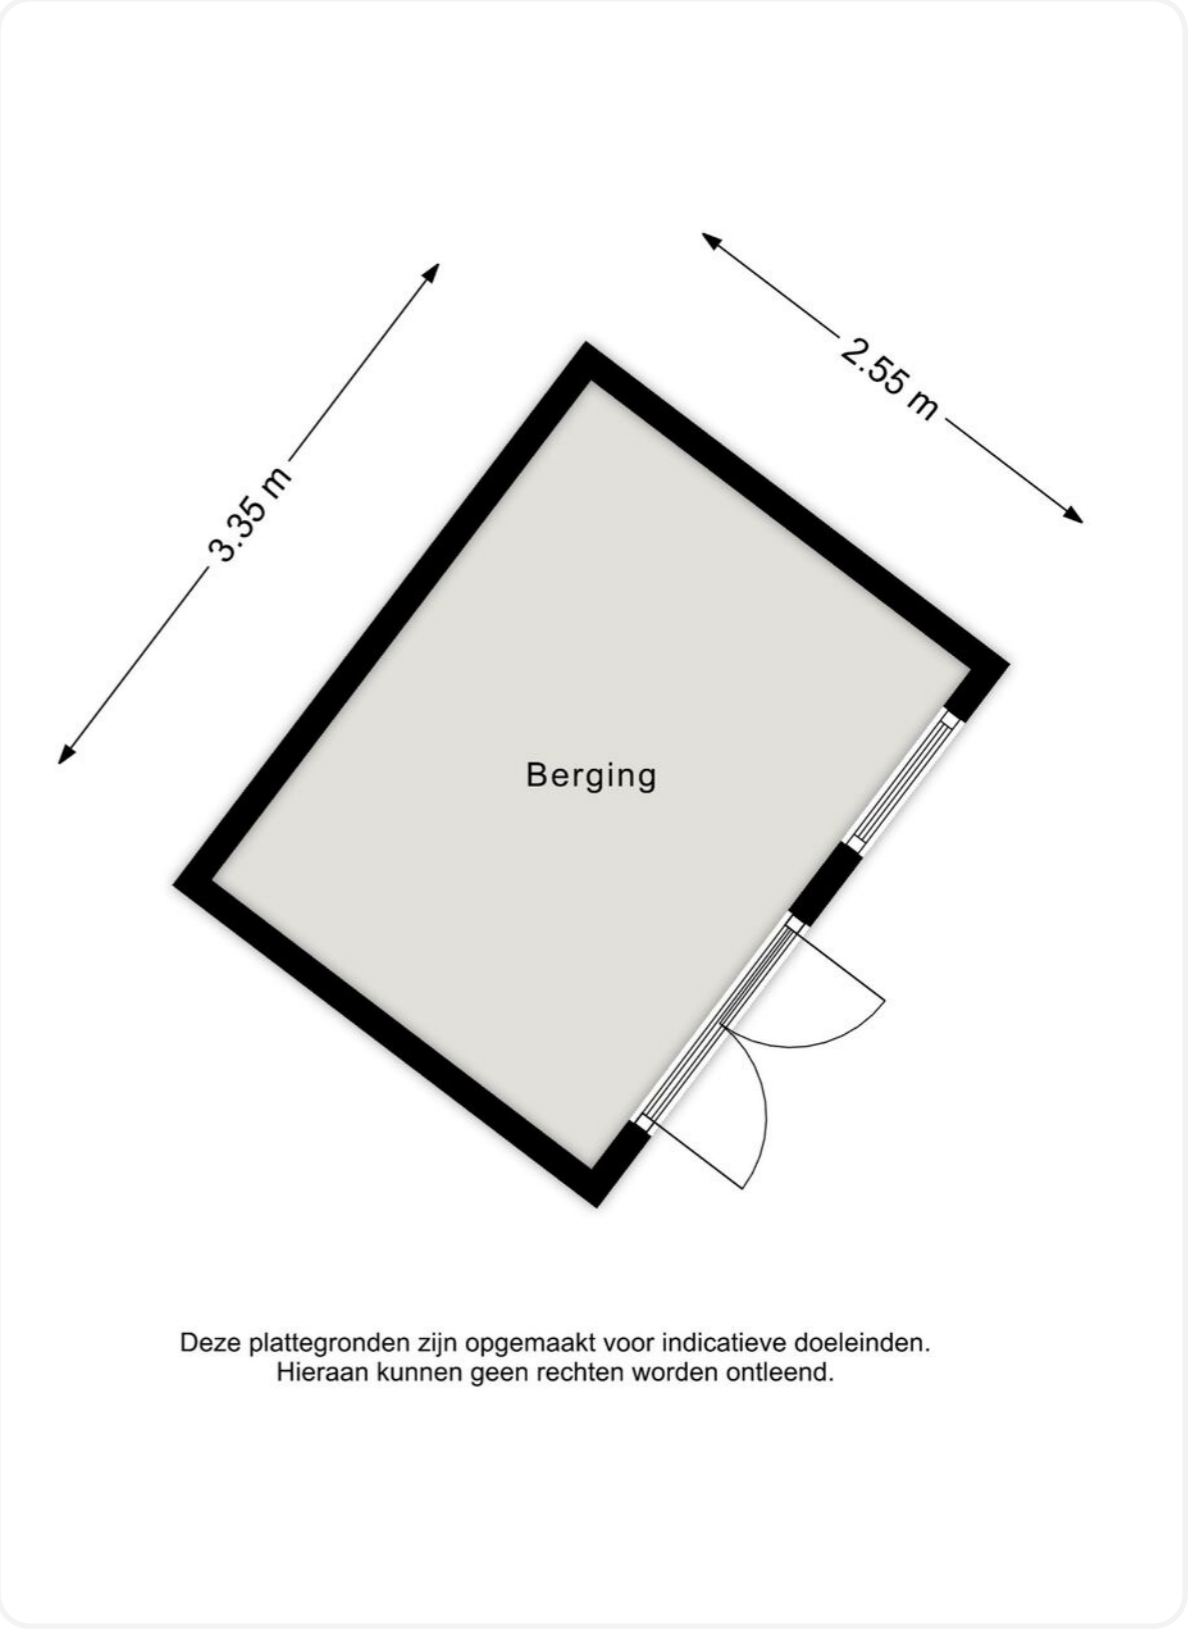 2.55 m
3.35 m
Berging
Deze plattegronden zijn opgemaakt voor indicatieve doeleinden.
Hieraan kunnen geen rechten worden ontleend.